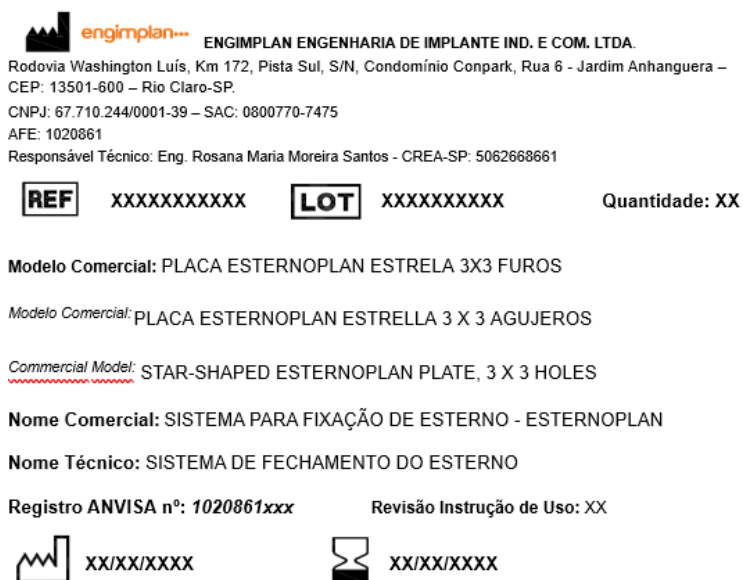 engimplan ENGIMPLAN ENGENHARIA DE IMPLANTE IND. E COM. LTDA.
Rodovia Washington Luís, Km 172, Pista Sul, S/N, Condomínio Conpark, Rua 6 - Jardim Anhanguera –
CEP: 13501-600 – Rio Claro-SP.
CNPJ: 67.710.244/0001-39 – SAC: 0800770-7475
AFE: 1020861
Responsável Técnico: Eng. Rosana Maria Moreira Santos - CREA-SP: 5062668661
REF XXXXXXXXXXX LOT XXXXXXXXXX Quantidade: XX
Modelo Comercial: PLACA ESTERNOPLAN ESTRELA 3X3 FUROS
Modelo Comercial: PLACA ESTERNOPLAN ESTRELLA 3 X 3 AGUJEROS
Commercial Model: STAR-SHAPED ESTERNOPLAN PLATE, 3 X 3 HOLES
Nome Comercial: SISTEMA PARA FIXAÇÃO DE ESTERNO - ESTERNOPLAN
Nome Técnico: SISTEMA DE FECHAMENTO DO ESTERNO
Registro ANVISA nº: 1020861xxx Revisão Instrução de Uso: XX
XX/XX/XXXX XX/XX/XXXX